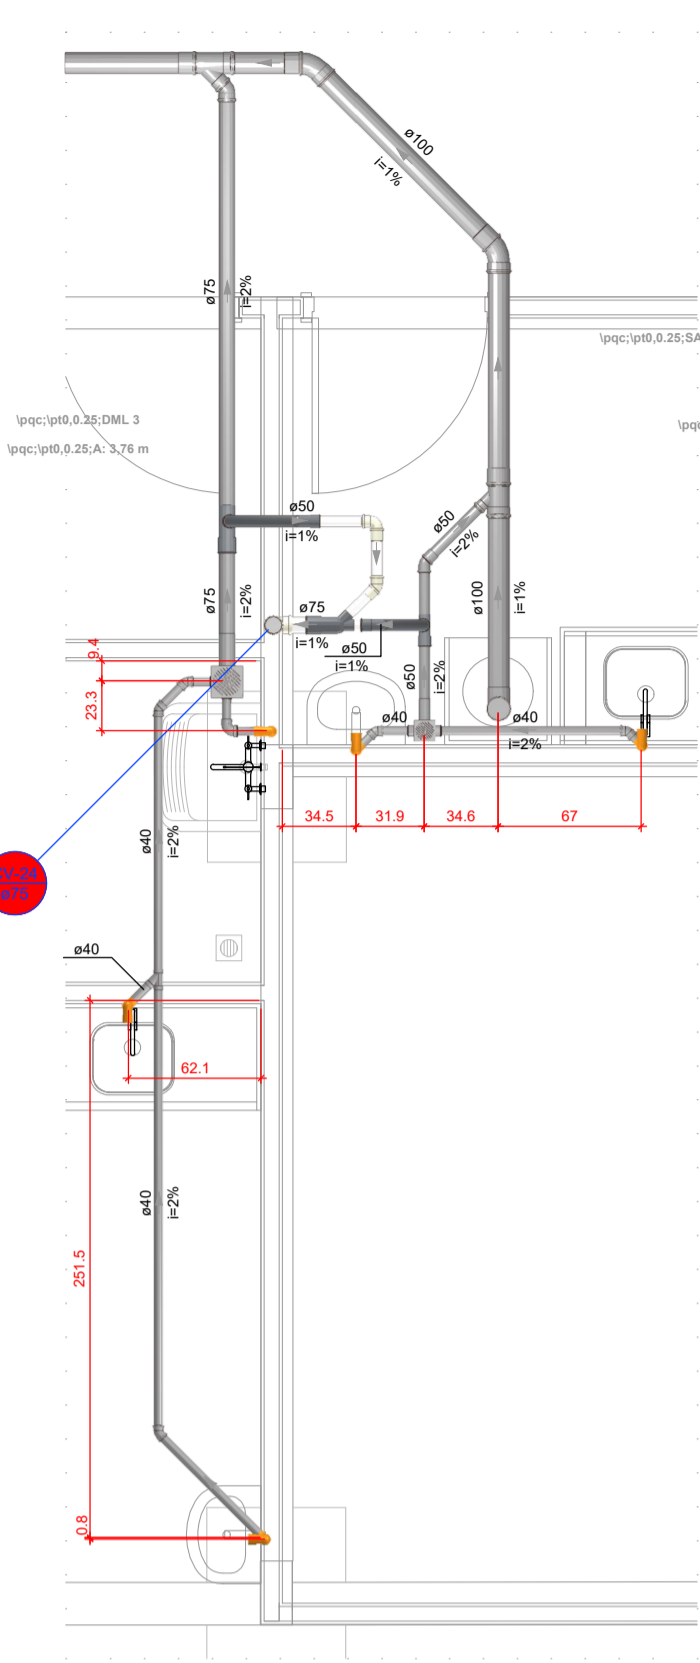 ø100
i=1%
ø75
i=2%
\pqc;\pt0,0.25;SA
\pqc;\pt0,0.25;DML 3
\pqc;\pt0,0.25;A: 3,76 m
\pqc
ø50
i=1%
ø50
i=2%
ø75
i=2%
ø75
i=1%
ø50
i=1%
ø100
i=1%
9.4
23.3
ø50
i=2%
ø40
ø40
i=2%
34.5
31.9
34.6
67
ø40
i=2%
V-24
ø75
ø40
62.1
ø40
i=2%
251.5
0.8